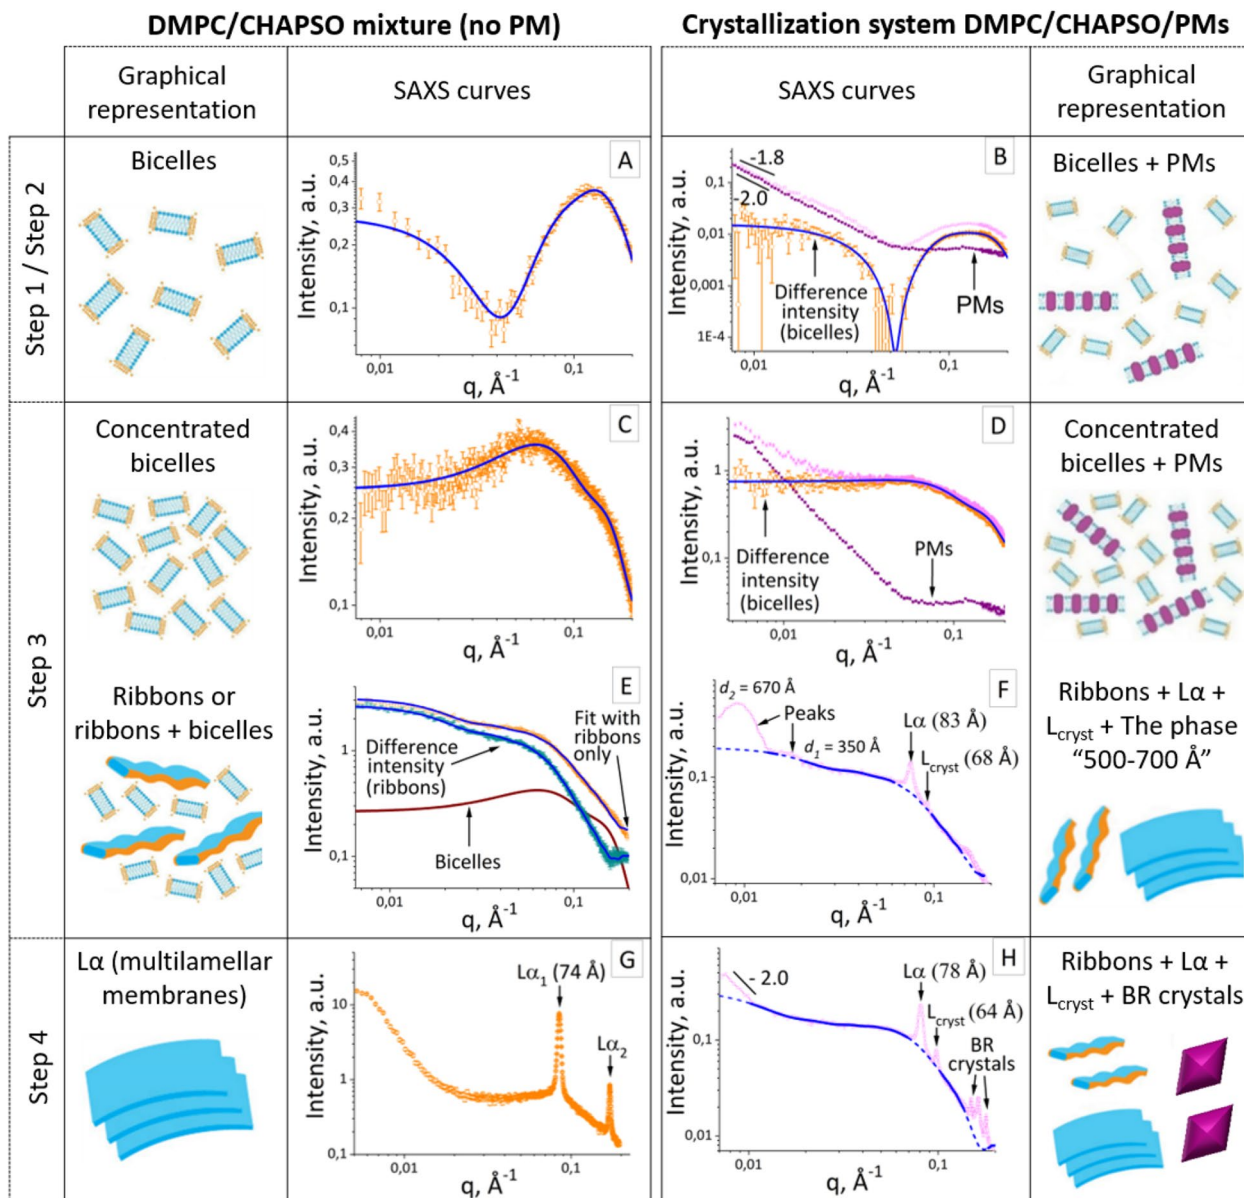 DMPC/CHAPSO mixture (no PM)
Crystallization system DMPC/CHAPSO/PMs
Graphical
representation
SAXS curves
SAXS curves
Graphical
representation
Step 1 / Step 2
Bicelles
A
Intensity, a.u.
0,5
0,4
0,3
0,2
0,1
0,01
0,1
q, Å⁻¹
B
Intensity, a.u.
0,1
0,01
0,001
1E-4
-1.8
-2.0
Difference
intensity
(bicelles)
PMs
0,01
0,1
q, Å⁻¹
Bicelles + PMs
Step 3
Concentrated
bicelles
C
Intensity, a.u.
0,4
0,3
0,2
0,1
0,01
0,1
q, Å⁻¹
D
Intensity, a.u.
1
0,1
PMs
Difference
intensity
(bicelles)
0,01
0,1
q, Å⁻¹
Concentrated
bicelles + PMs
Ribbons or
ribbons + bicelles
E
Intensity, a.u.
1
0,1
Difference
intensity
(ribbons)
Fit with
ribbons
only
Bicelles
0,01
0,1
q, Å⁻¹
F
Intensity, a.u.
1
0,1
0,01
d₂ = 670 Å
Peaks
d₁ = 350 Å
Lα (83 Å)
L_cryst (68 Å)
0,01
0,1
q, Å⁻¹
Ribbons + Lα +
L_cryst + The phase
“500-700 Å”
Step 4
Lα (multilamellar
membranes)
G
Intensity, a.u.
10
1
0,1
Lα₁ (74 Å)
Lα₂
0,01
0,1
q, Å⁻¹
H
Intensity, a.u.
1
0,1
0,01
- 2.0
Lα (78 Å)
L_cryst (64 Å)
BR
crystals
0,01
0,1
q, Å⁻¹
Ribbons + Lα +
L_cryst + BR crystals